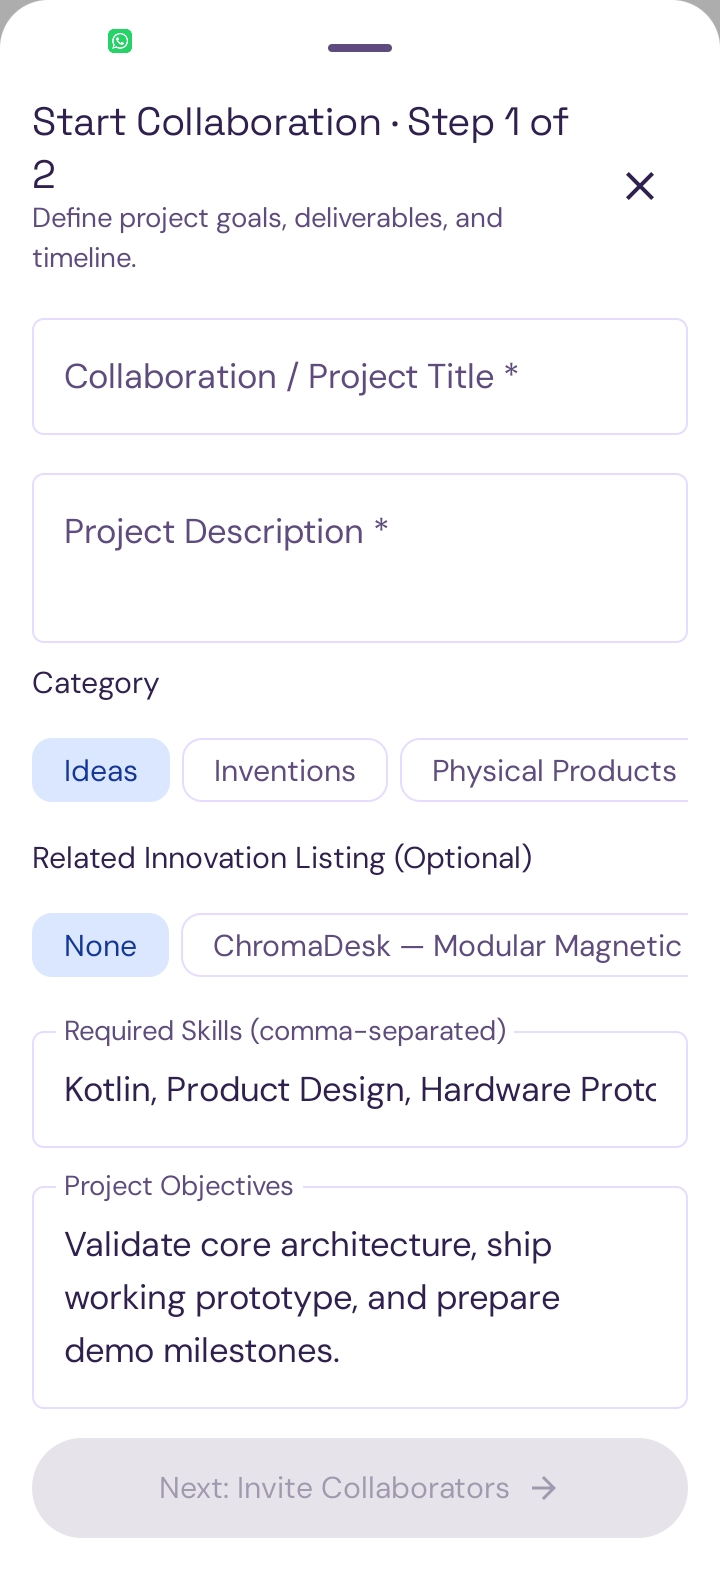 Start Collaboration · Step 1 of
2
Define project goals, deliverables, and
timeline.
Collaboration / Project Title *
Project Description *
Category
Ideas
Inventions
Physical Products
Related Innovation Listing (Optional)
None
ChromaDesk — Modular Magnetic
Required Skills (comma-separated)
Kotlin, Product Design, Hardware Proto
Project Objectives
Validate core architecture, ship
working prototype, and prepare
demo milestones.
Next: Invite Collaborators →